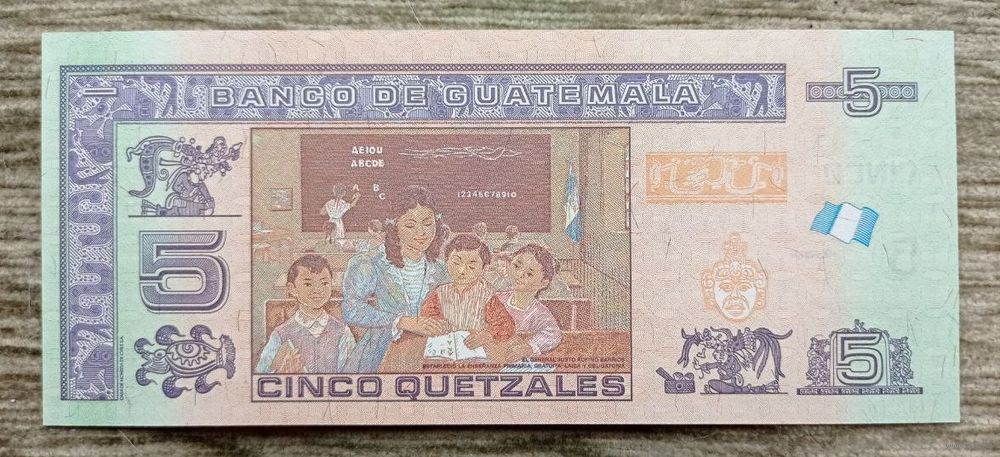 BANCO DE GUATEMALA
5
AEIOU
ABCDE
A B
C
12345678910
5
EL GENERAL JUSTO RUFINO BARRIOS
ESTABLECIÓ LA ENSEÑANZA PRIMARIA, GRATUITA, LAICA Y OBLIGATORIA
CINCO QUETZALES
5